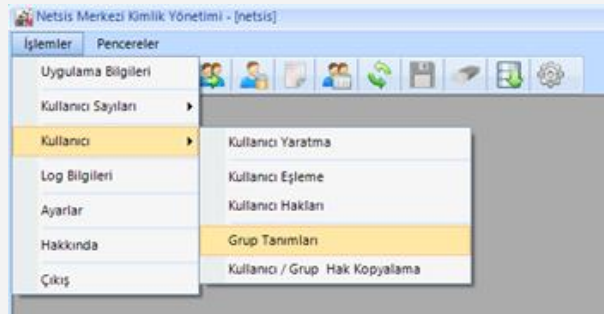 Netsis Merkezi Kimlik Yönetimi - [netsis]
İşlemler Pencereler
Uygulama Bilgileri
Kullanıcı Sayıları
Kullanıcı
Log Bilgileri
Ayarlar
Hakkında
Çıkış
Kullanıcı Yaratma
Kullanıcı Eşleme
Kullanıcı Hakları
Grup Tanımları
Kullanıcı / Grup Hak Kopyalama